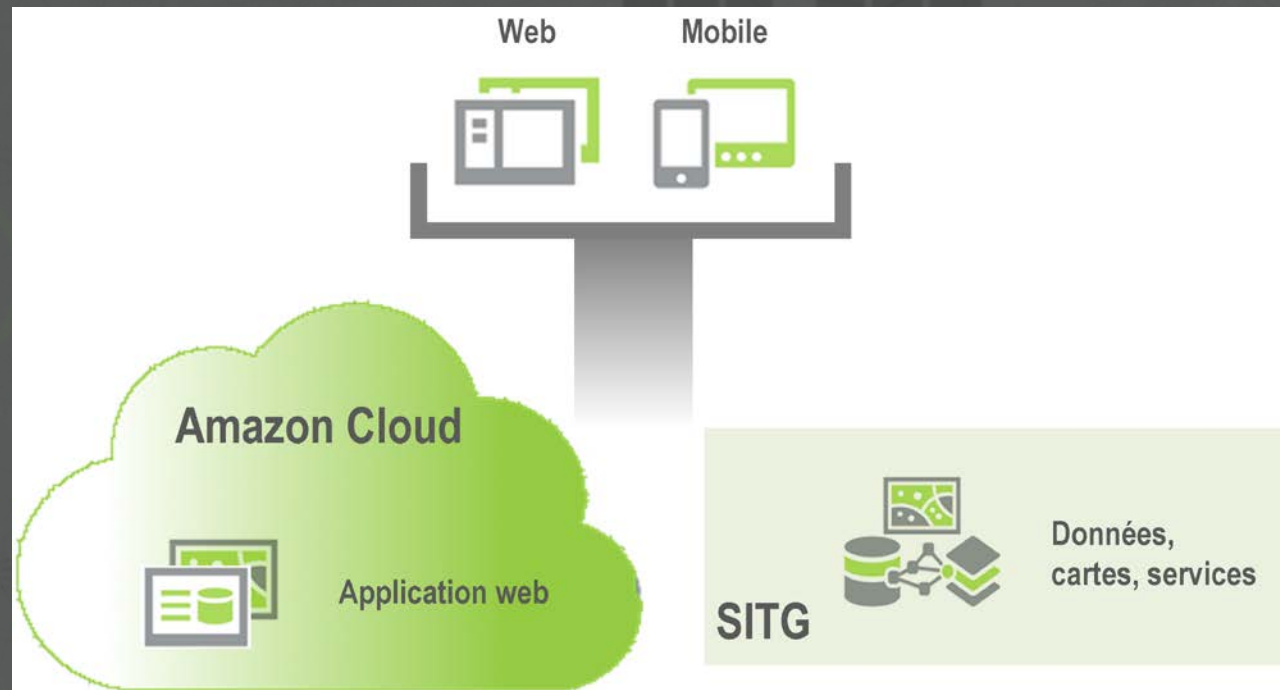 Web
Mobile
Amazon Cloud
Application web
Données,
cartes, services
SITG